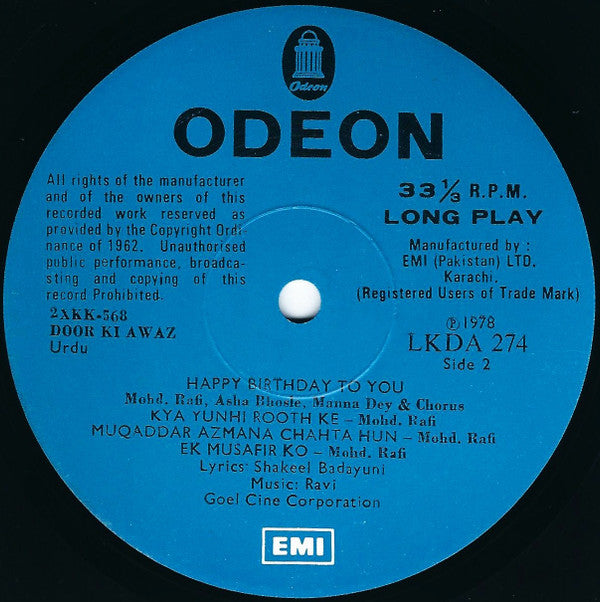 Odeon
ODEON
All rights of the manufacturer
and of the owners of this
recorded work reserved as
provided by the Copyright Ordi-
nance of 1962. Unauthorised
public performance, broadca-
sting and copying of this
record Prohibited.
2XKK-568
DOOR KI AWAZ
Urdu
33 1/3 R.P.M.
LONG PLAY
Manufactured by :
EMI (Pakistan) LTD.
Karachi.
(Registered Users of Trade Mark)
Ⓟ1978
LKDA 274
Side 2
HAPPY BIRTHDAY TO YOU
Mohd. Rafi, Asha Bhosle, Manna Dey & Chorus
KYA YUNHI ROOTH KE – Mohd. Rafi
MUQADDAR AZMANA CHAHTA HUN – Mohd. Rafi
EK MUSAFIR KO – Mohd. Rafi
Lyrics: Shakeel Badayuni
Music: Ravi
Goel Cine Corporation
EMI